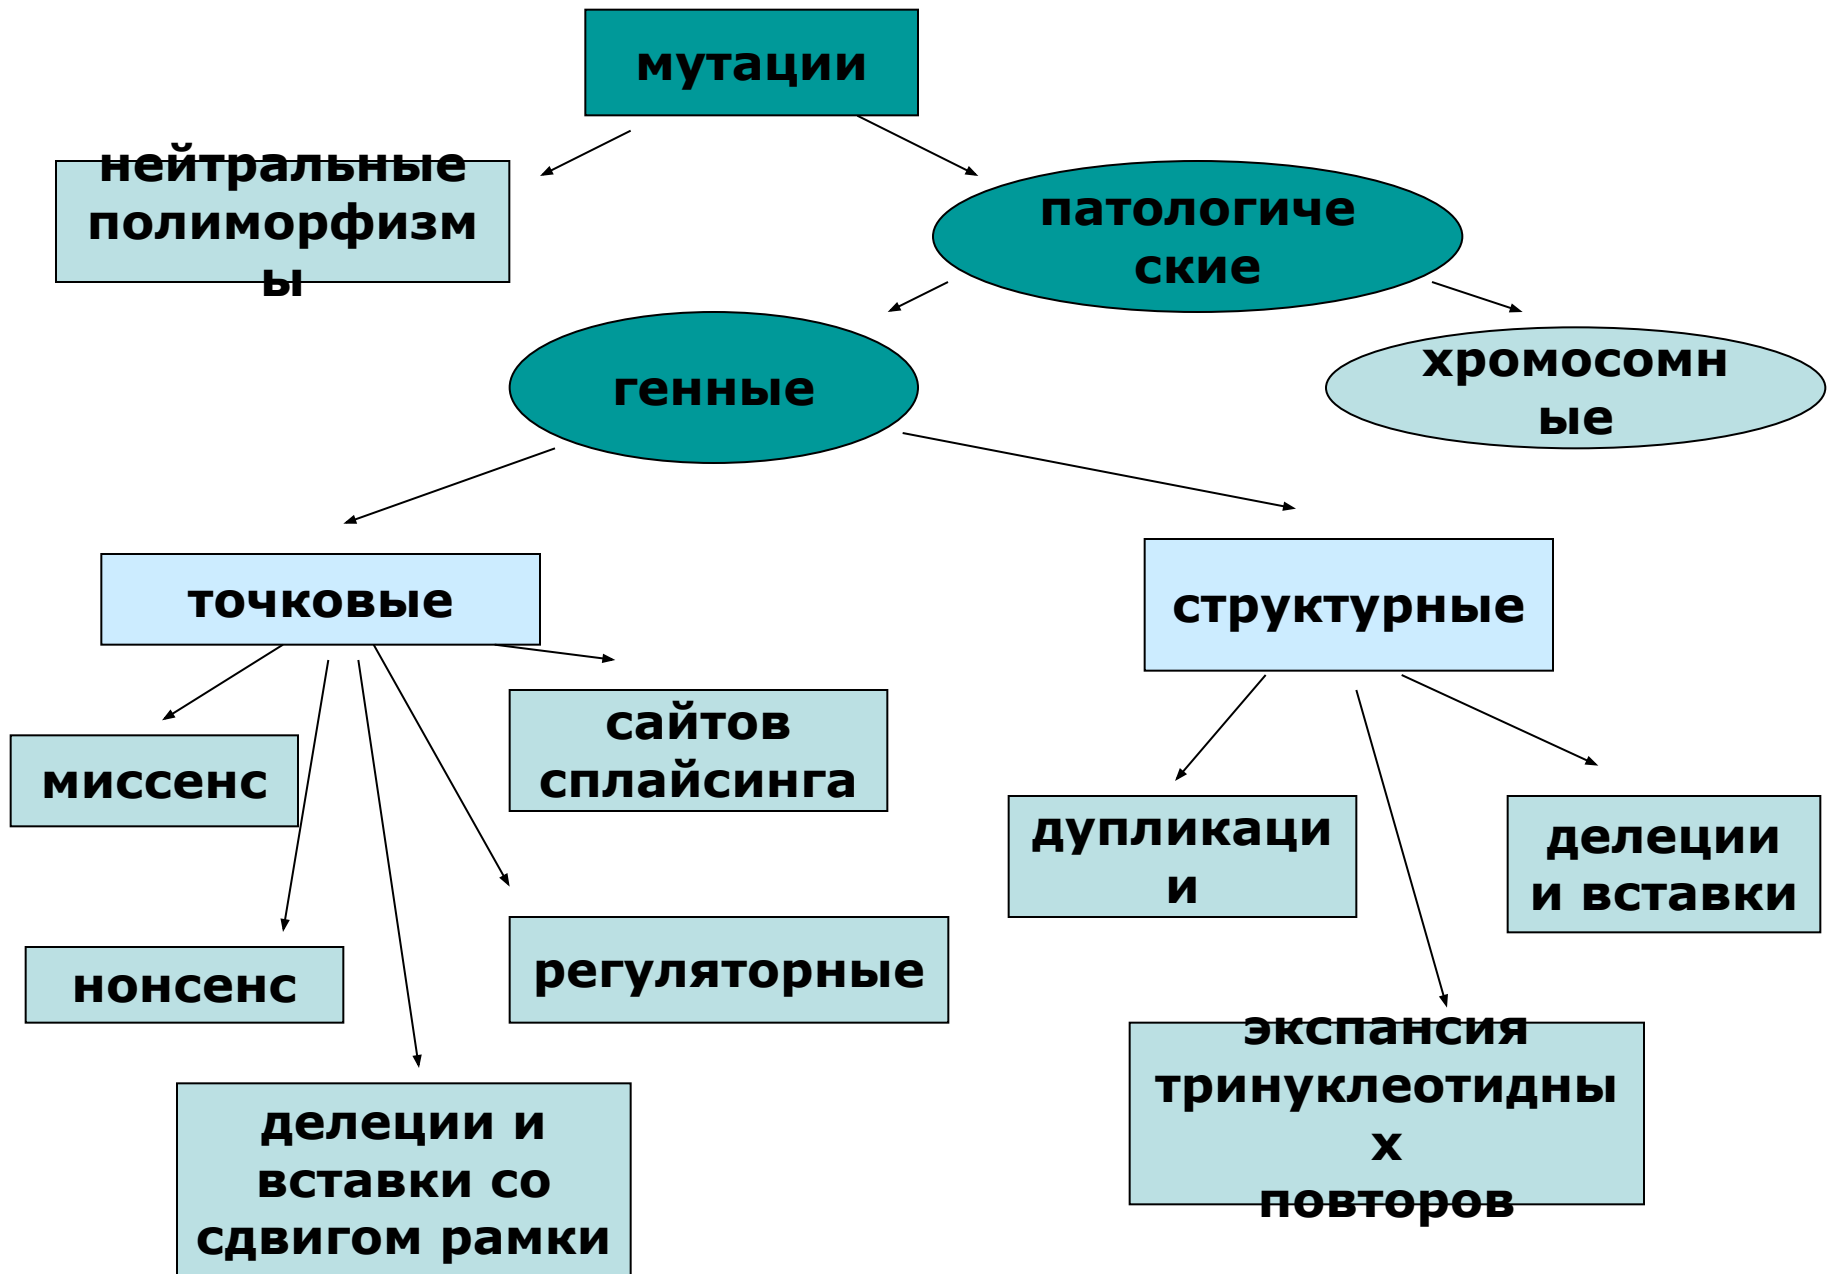 мутации
нейтральные
полиморфизм
ы
патологиче
ские
генные
хромосомн
ые
точковые
структурные
миссенс
сайтов
сплайсинга
дупликаци
и
делеции
и вставки
нонсенс
регуляторные
экспансия
тринуклеотидны
х
повторов
делеции и
вставки со
сдвигом рамки